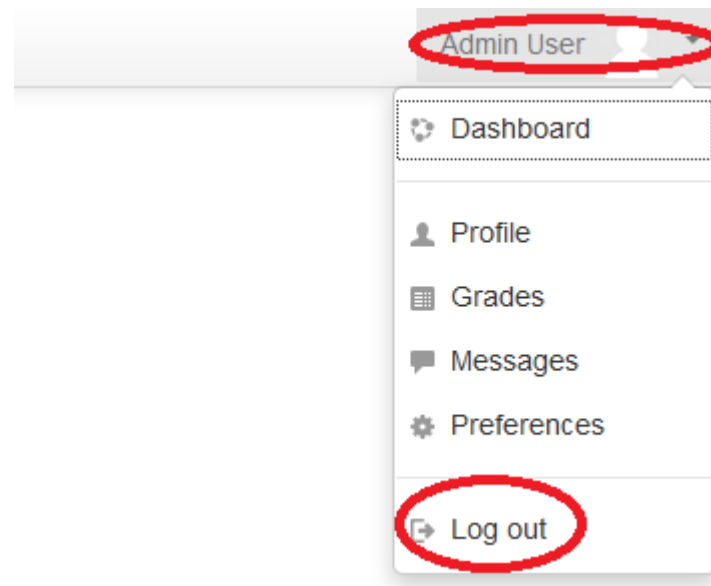 Admin User
Dashboard
Profile
Grades
Messages
Preferences
Log out